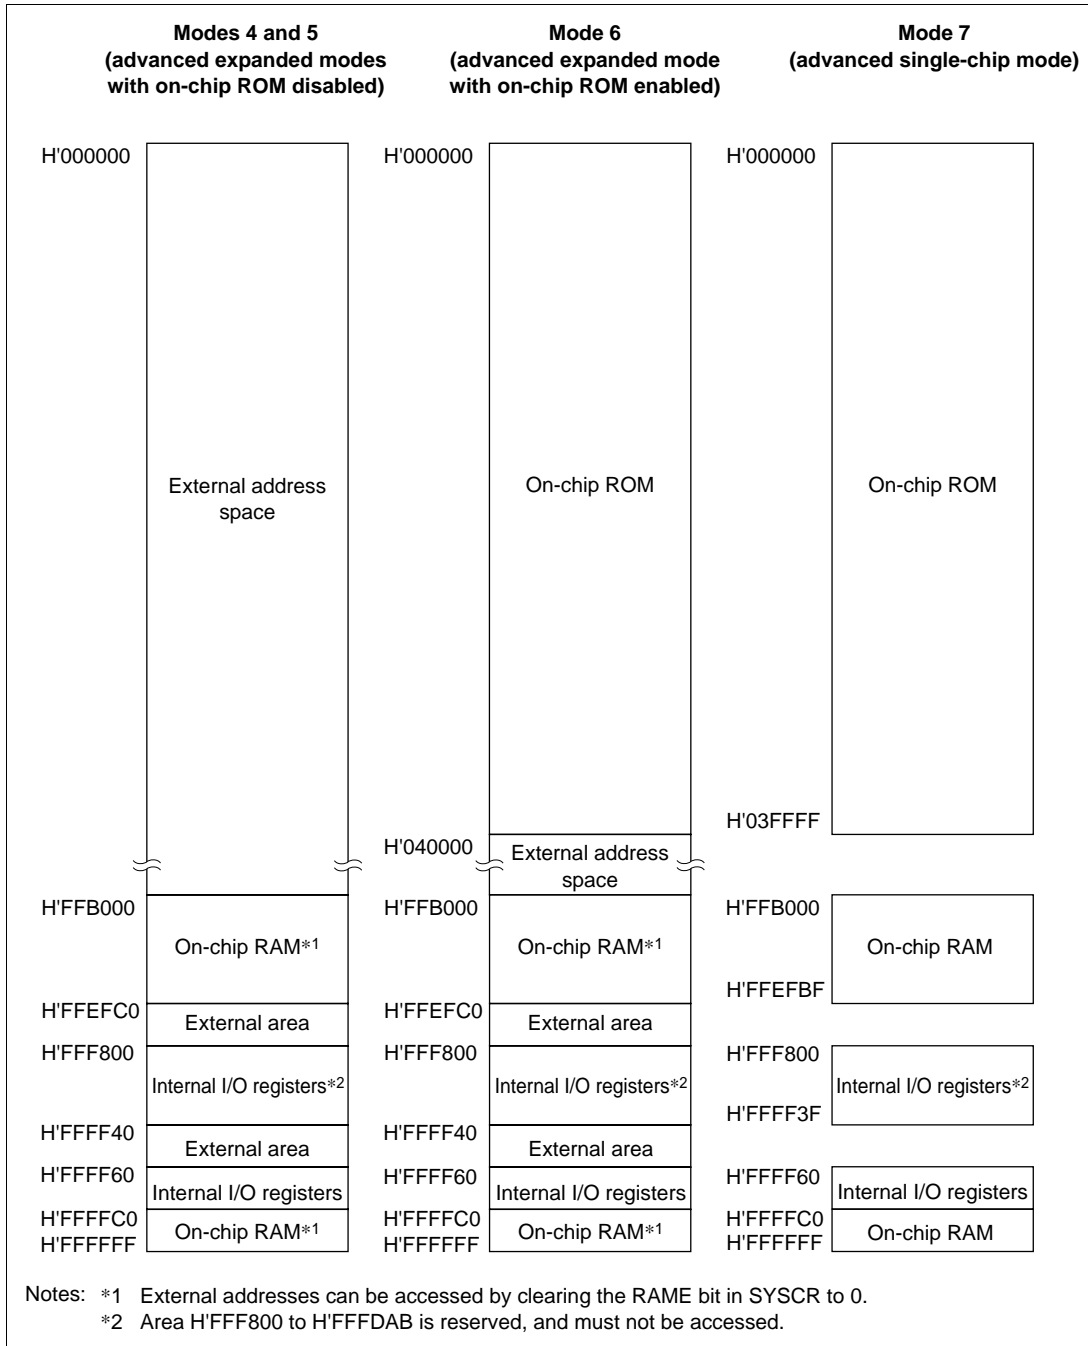 Modes 4 and 5
(advanced expanded modes
with on-chip ROM disabled)
H'000000
External address
space
H'FFB000
On-chip RAM*1
H'FFEFC0
External area
H'FFF800
Internal I/O registers*2
H'FFFF40
External area
H'FFFF60
Internal I/O registers
H'FFFFC0
On-chip RAM*1
H'FFFFFF
Mode 6
(advanced expanded mode
with on-chip ROM enabled)
H'000000
On-chip ROM
H'040000
External address
space
H'FFB000
On-chip RAM*1
H'FFEFC0
External area
H'FFF800
Internal I/O registers*2
H'FFFF40
External area
H'FFFF60
Internal I/O registers
H'FFFFC0
On-chip RAM*1
H'FFFFFF
Mode 7
(advanced single-chip mode)
H'000000
On-chip ROM
H'03FFFF
H'FFB000
On-chip RAM
H'FFEFBF
H'FFF800
Internal I/O registers*2
H'FFFF3F
H'FFFF60
Internal I/O registers
H'FFFFC0
On-chip RAM
H'FFFFFF
Notes: *1 External addresses can be accessed by clearing the RAME bit in SYSCR to 0.
*2 Area H'FFF800 to H'FFFDAB is reserved, and must not be accessed.